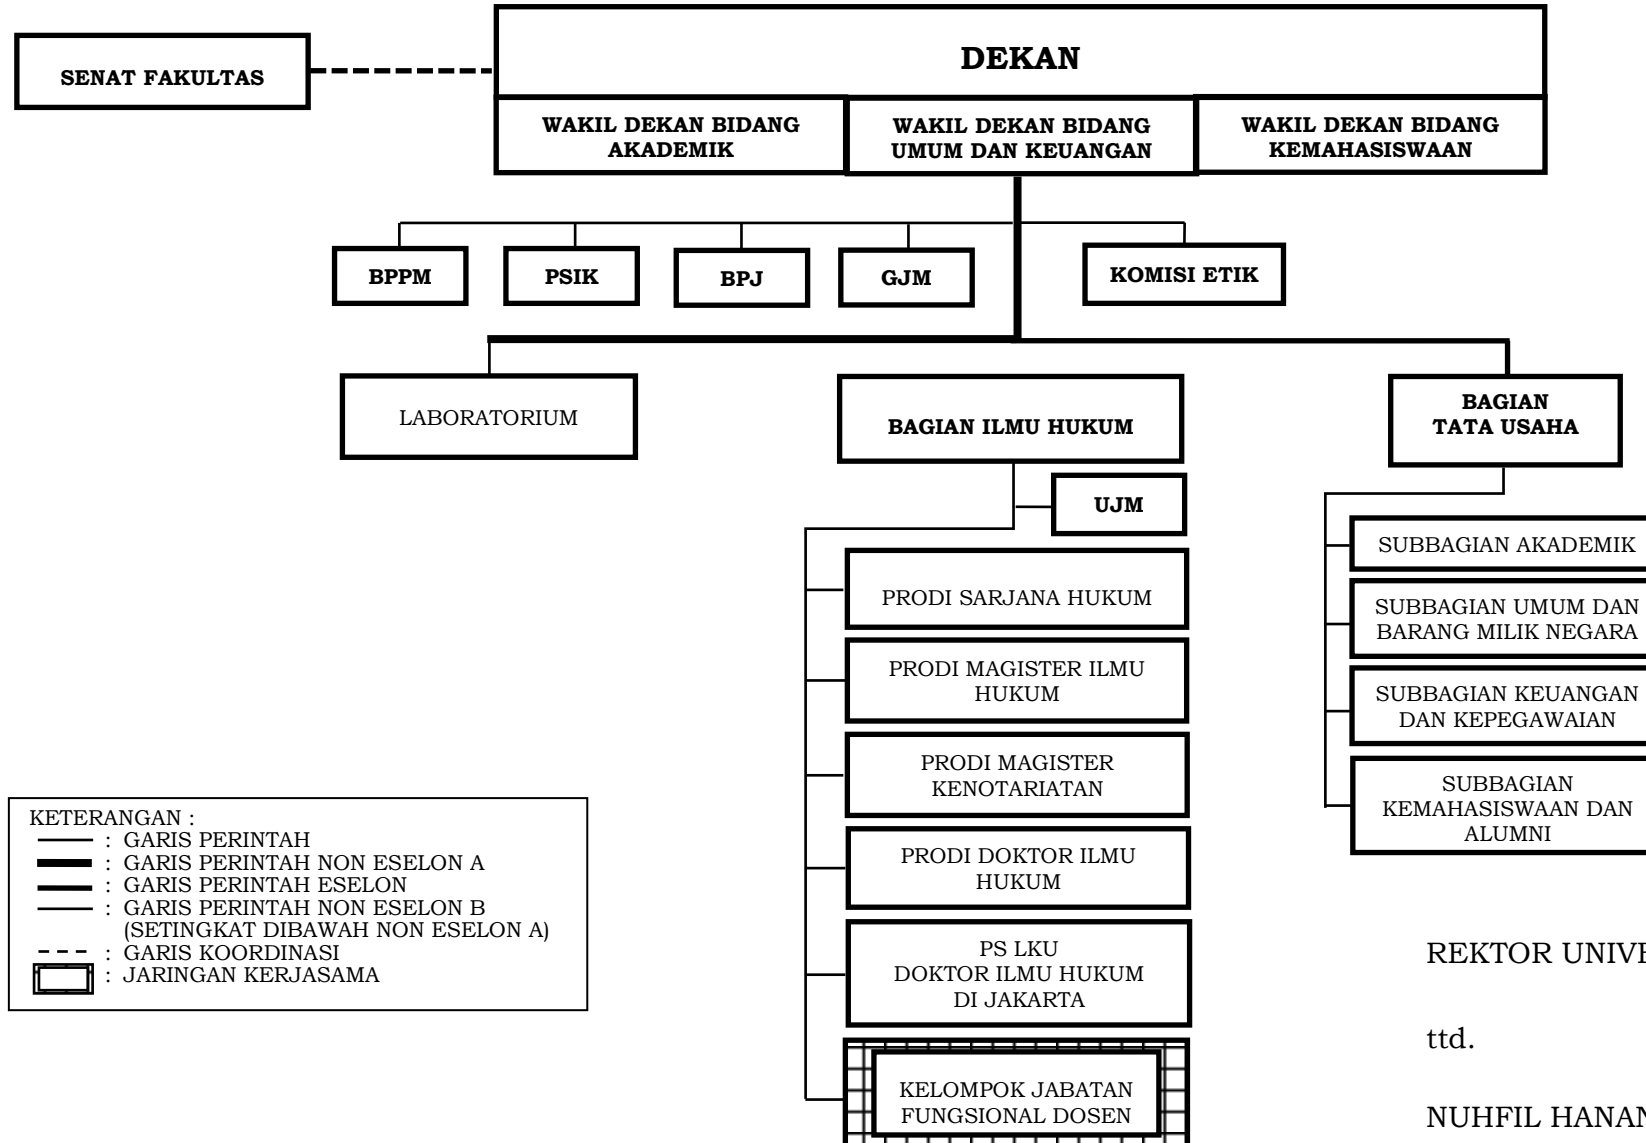 DEKAN
SENAT FAKULTAS
WAKIL DEKAN BIDANG
AKADEMIK
WAKIL DEKAN BIDANG
UMUM DAN KEUANGAN
WAKIL DEKAN BIDANG
KEMAHASISWAAN
BPPM
PSIK
BPJ
GJM
KOMISI ETIK
LABORATORIUM
BAGIAN ILMU HUKUM
BAGIAN
TATA USAHA
UJM
PRODI SARJANA HUKUM
PRODI MAGISTER ILMU
HUKUM
PRODI MAGISTER
KENOTARIATAN
PRODI DOKTOR ILMU
HUKUM
PS LKU
DOKTOR ILMU HUKUM
DI JAKARTA
KELOMPOK JABATAN
FUNGSIONAL DOSEN
SUBBAGIAN AKADEMIK
SUBBAGIAN UMUM DAN
BARANG MILIK NEGARA
SUBBAGIAN KEUANGAN
DAN KEPEGAWAIAN
SUBBAGIAN
KEMAHASISWAAN DAN
ALUMNI
KETERANGAN :
: GARIS PERINTAH
: GARIS PERINTAH NON ESELON A
: GARIS PERINTAH ESELON
: GARIS PERINTAH NON ESELON B
(SETINGKAT DIBAWAH NON ESELON A)
: GARIS KOORDINASI
: JARINGAN KERJASAMA
REKTOR
ttd.
NUHFIL